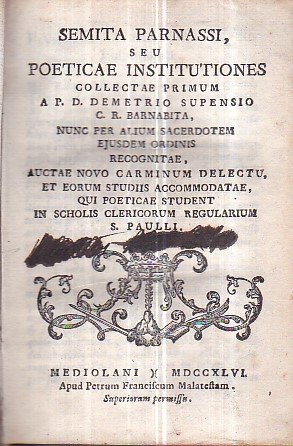 SEMITA PARNASSI,
SEU
POETICAE INSTITUTIONES
COLLECTAE PRIMUM
A P. D. DEMETRIO SUPENSIO
C. R. BARNABITA,
NUNC PER ALIUM SACERDOTEM
EJUSDEM ORDINIS
RECOGNITAE,
AUCTAE NOVO CARMINUM DELECTU,
ET EORUM STUDIIS ACCOMMODATAE,
QUI POETICAE STUDENT
IN SCHOLIS CLERICORUM REGULARIUM
S. PAULLI.
MEDIOLANI )( MDCCXLVI.
Apud Petrum Franciſcum Malateſtam.
Superiorum permiſſu.